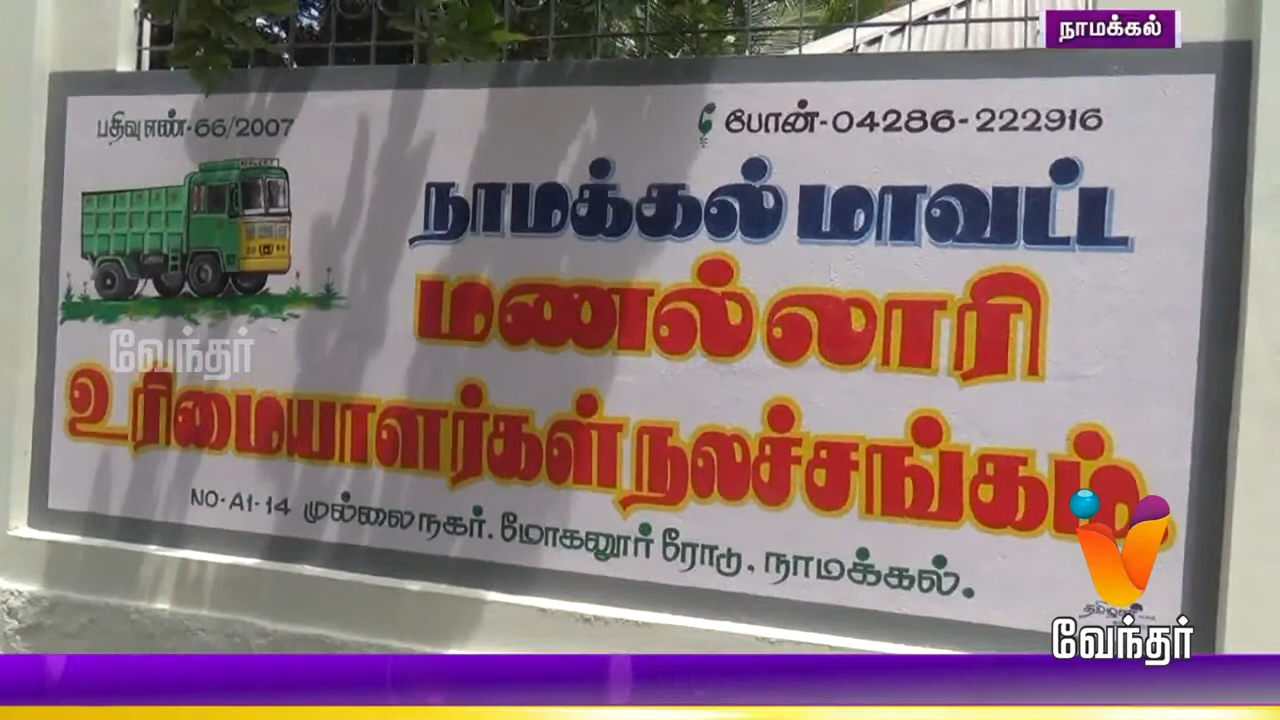 நாமக்கல்
பதிவு எண்-66/2007
போன்-04286-222916
நாமக்கல் மாவட்ட
மணல்லாரி
வேந்தர்
உரிமையாளர்கள் நலச்சங்கம்
NO-A1-14 முல்லைநகர். மோகனூர் ரோடு, நாமக்கல்.
வேந்தர்